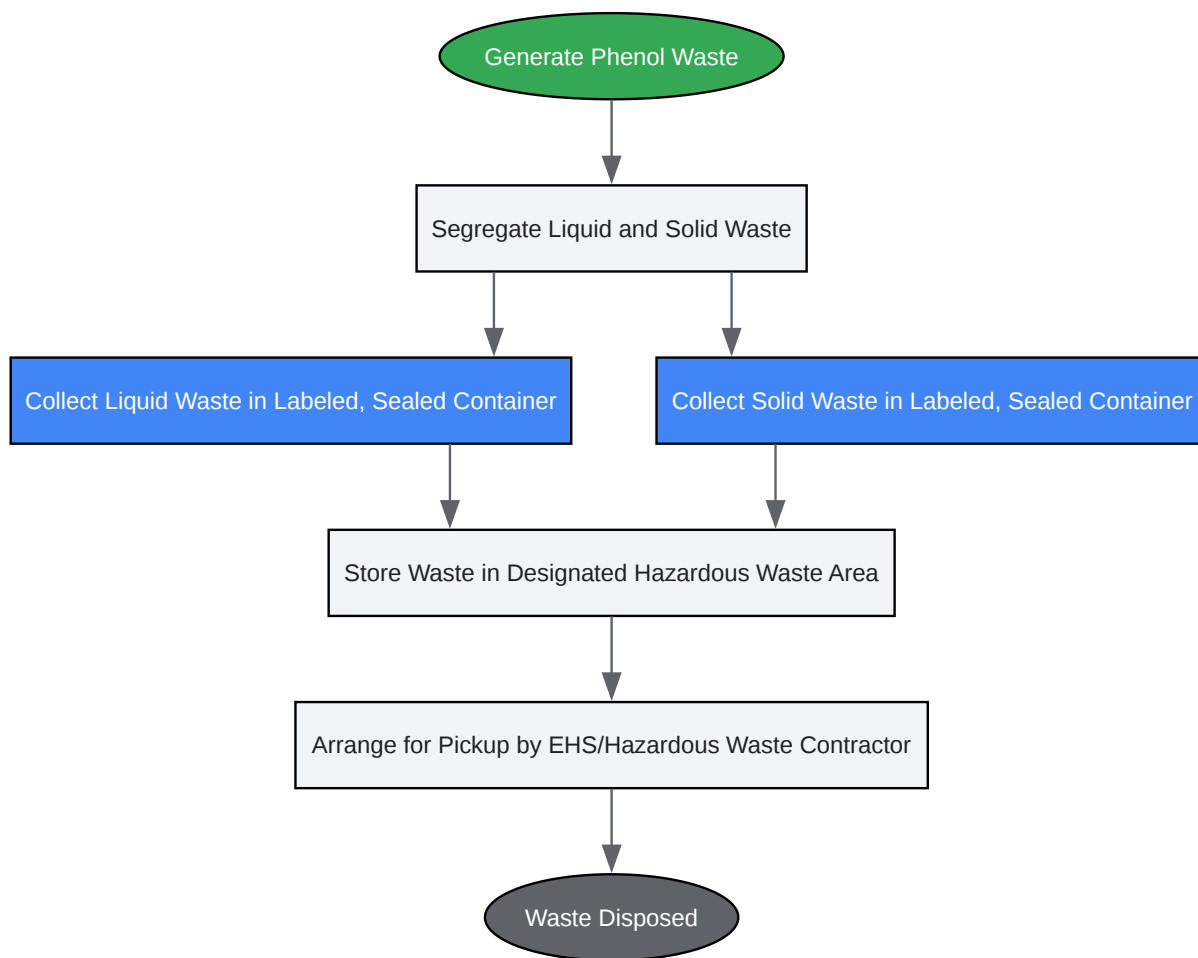 Generate Phenol Waste
Segregate Liquid and Solid Waste
Collect Liquid Waste in Labeled, Sealed Container
Collect Solid Waste in Labeled, Sealed Container
Store Waste in Designated Hazardous Waste Area
Arrange for Pickup by EHS/Hazardous Waste Contractor
Waste Disposed